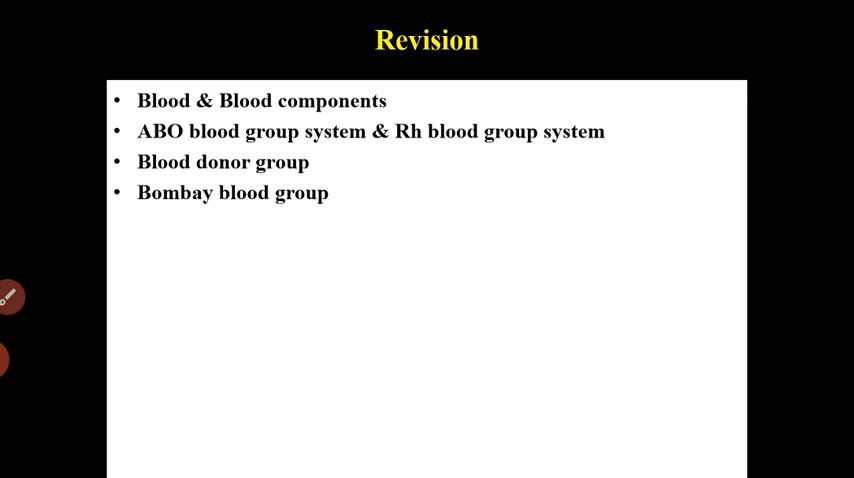 Revision
• Blood & Blood components
• ABO blood group system & Rh blood group system
• Blood donor group
• Bombay blood group